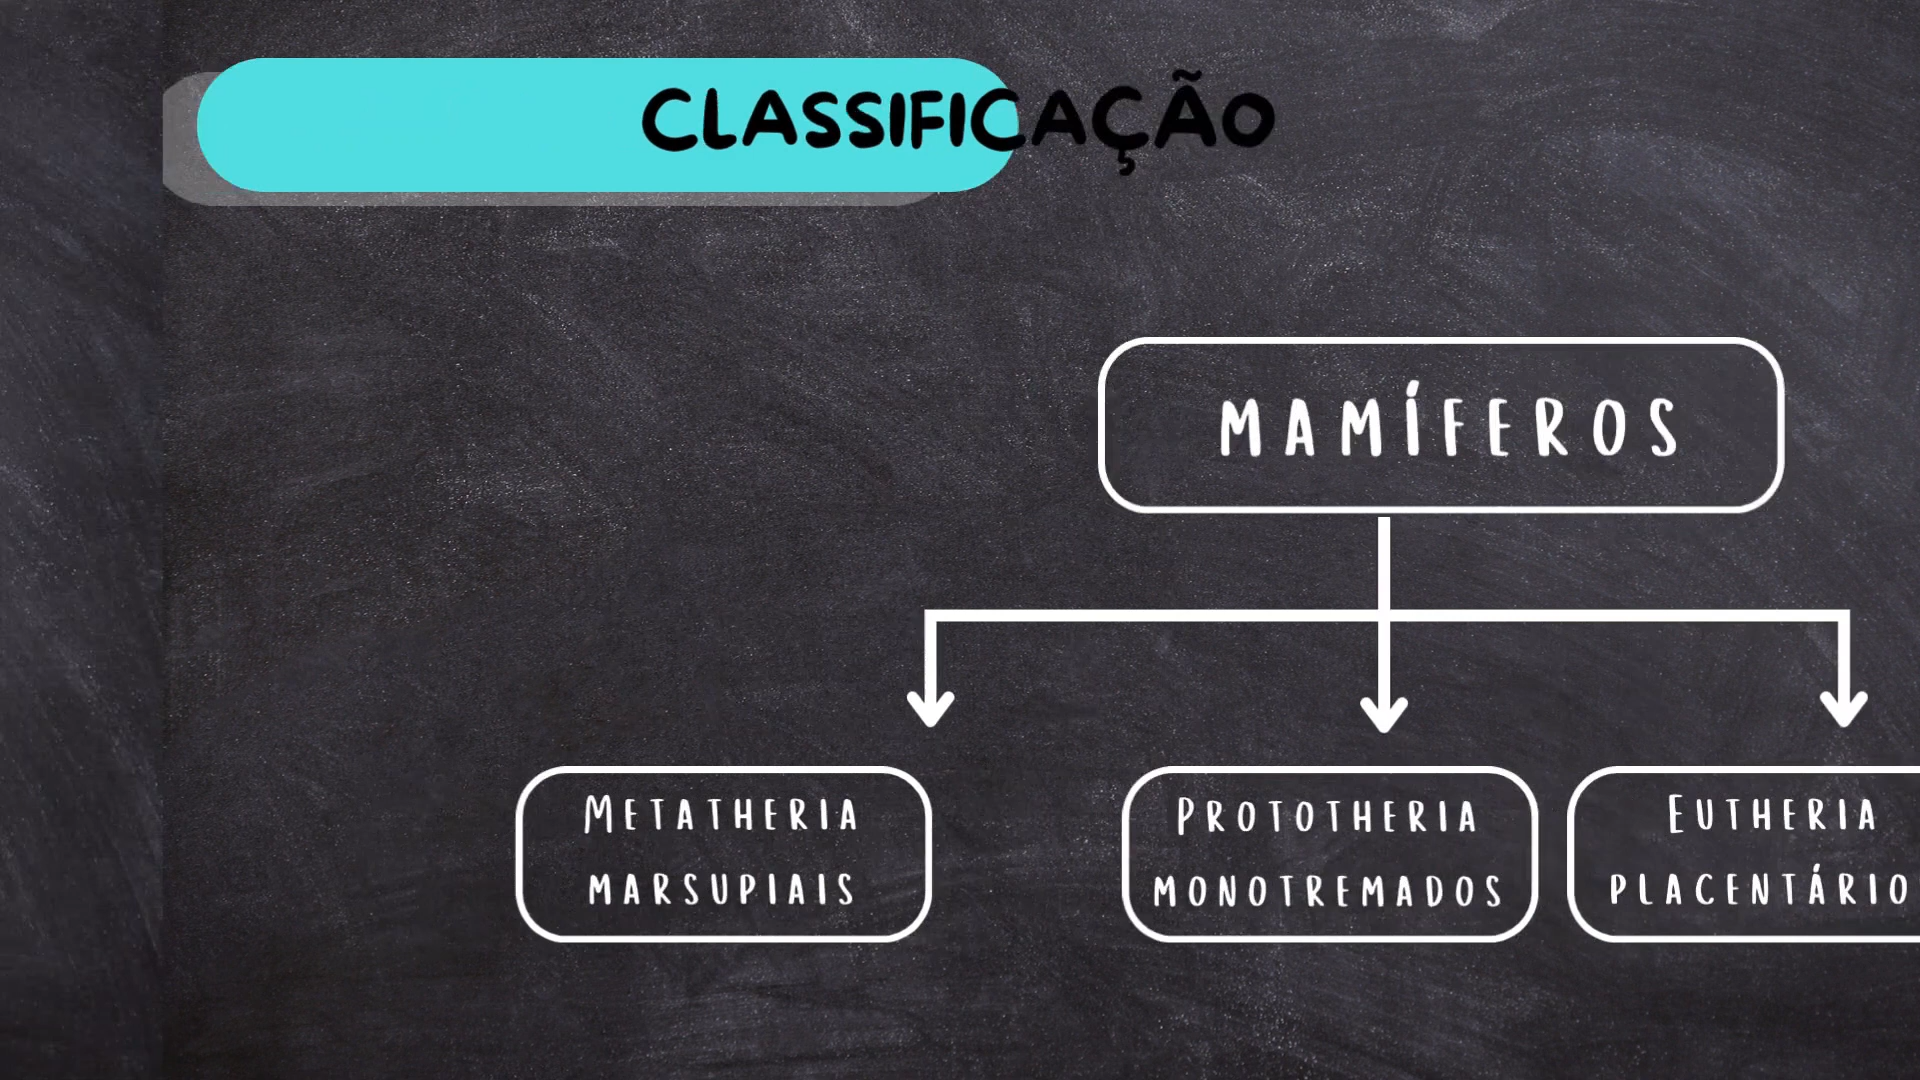 CLASSIFICAÇÃO
MAMÍFEROS
METATHERIA
MARSUPIAIS
PROTOTHERIA
MONOTREMADOS
EUTHERIA
PLACENTÁRIO